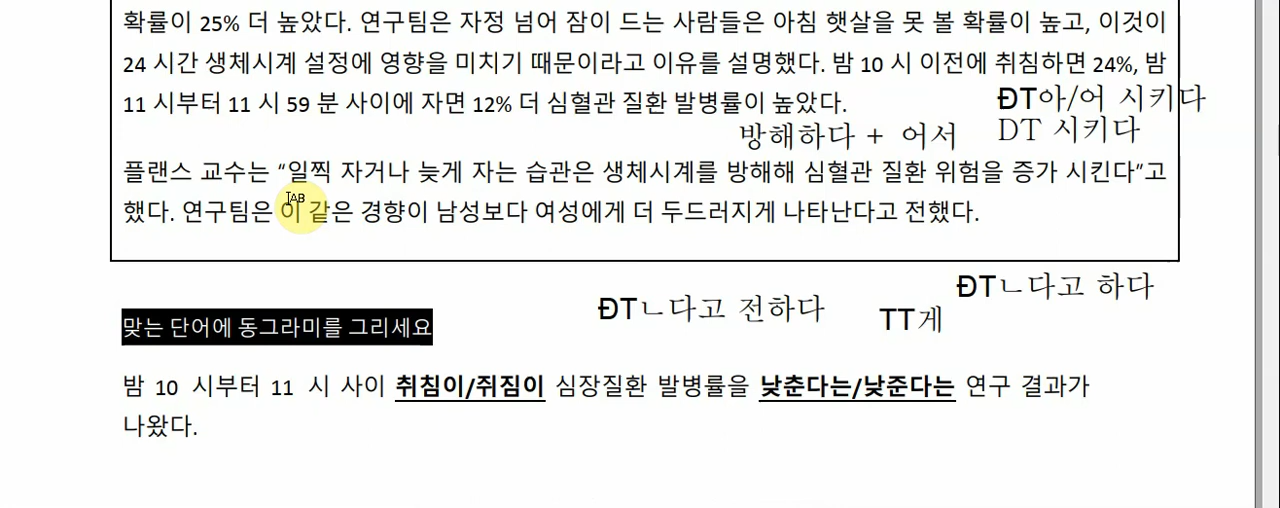 확률이 25% 더 높았다. 연구팀은 자정 넘어 잠이 드는 사람들은 아침 햇살을 못 볼 확률이 높고, 이것이
24 시간 생체시계 설정에 영향을 미치기 때문이라고 이유를 설명했다. 밤 10 시 이전에 취침하면 24%, 밤
11 시부터 11 시 59 분 사이에 자면 12% 더 심혈관 질환 발병률이 높았다.
ĐT아/어 시키다
방해하다 + 어서
DT 시키다
플랜스 교수는 “일찍 자거나 늦게 자는 습관은 생체시계를 방해해 심혈관 질환 위험을 증가 시킨다”고
했다. 연구팀은 이 같은 경향이 남성보다 여성에게 더 두드러지게 나타난다고 전했다.
ĐTㄴ다고 하다
ĐTㄴ다고 전하다
TT게
맞는 단어에 동그라미를 그리세요
밤 10 시부터 11 시 사이 취침이/쥐짐이 심장질환 발병률을 낮춘다는/낮준다는 연구 결과가
나왔다.